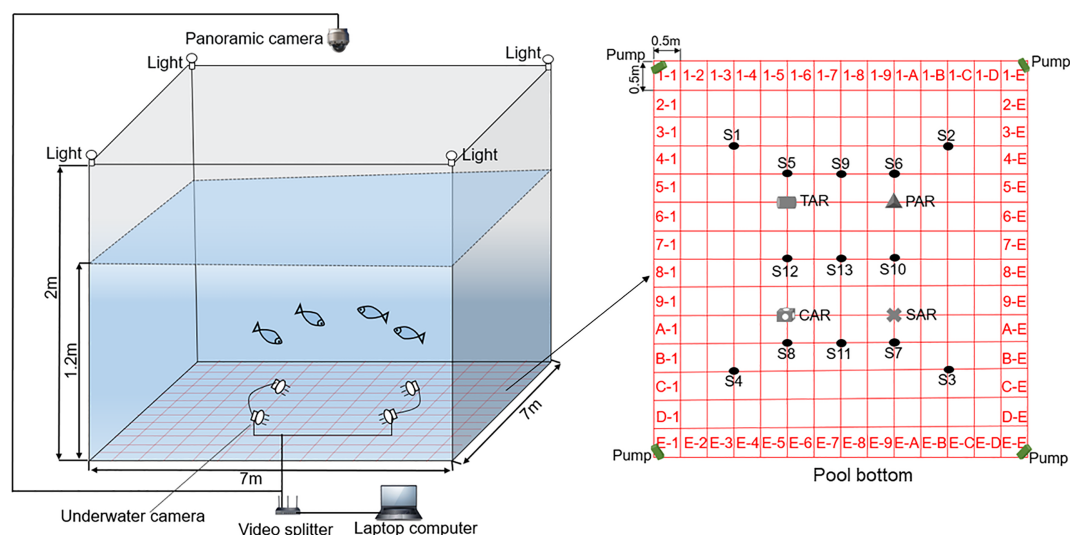 Panoramic camera
Light
Light
Light
Light
2m
1.2m
7m
7m
Underwater camera
Video splitter
Laptop computer
0.5m
0.5m
Pump
Pump
1-1 1-2 1-3 1-4 1-5 1-6 1-7 1-8 1-9 1-A 1-B 1-C 1-D 1-E
2-1 2-E
3-1 3-E
S1 S2
4-1 4-E
S5 S9 S6
5-1 5-E
TAR PAR
6-1 6-E
7-1 7-E
8-1 S12 S13 S10 8-E
9-1 9-E
CAR SAR
A-1 A-E
B-1 S8 S11 S7 B-E
S4 S3
C-1 C-E
D-1 D-E
E-1 E-2 E-3 E-4 E-5 E-6 E-7 E-8 E-9 E-A E-B E-C E-D E-E
Pump Pump
Pool bottom